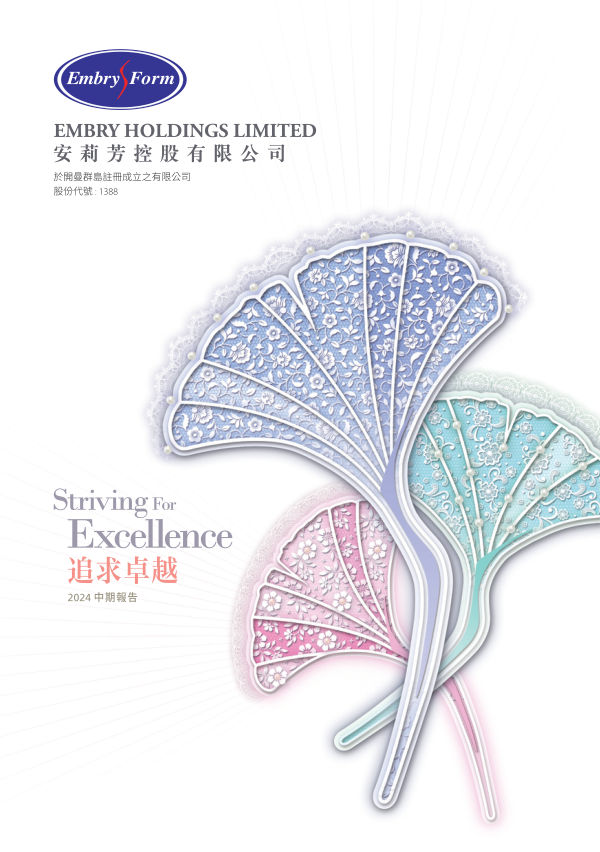 Embry Form
EMBRY HOLDINGS LIMITED
安莉芳控股有限公司
於開曼群島註冊成立之有限公司
股份代號 : 1388
Striving For
Excellence
追求卓越
2024 中期報告